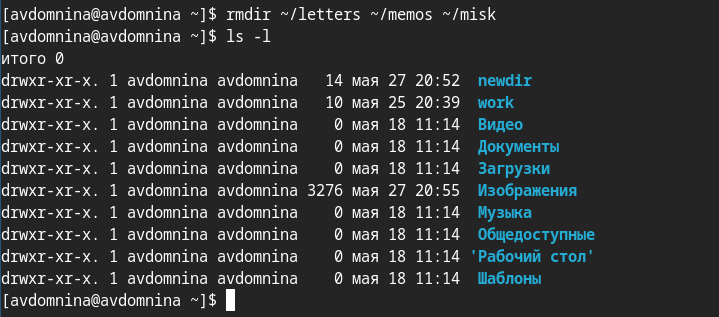 [avdomnina@avdomnina ~]$ rmdir ~/letters ~/memos ~/misk
[avdomnina@avdomnina ~]$ ls -l
итого 0
drwxr-xr-x. 1 avdomnina avdomnina   14 мая 27 20:52  newdir
drwxr-xr-x. 1 avdomnina avdomnina   10 мая 25 20:39  work
drwxr-xr-x. 1 avdomnina avdomnina    0 мая 18 11:14  Видео
drwxr-xr-x. 1 avdomnina avdomnina    0 мая 18 11:14  Документы
drwxr-xr-x. 1 avdomnina avdomnina    0 мая 18 11:14  Загрузки
drwxr-xr-x. 1 avdomnina avdomnina 3276 мая 27 20:55  Изображения
drwxr-xr-x. 1 avdomnina avdomnina    0 мая 18 11:14  Музыка
drwxr-xr-x. 1 avdomnina avdomnina    0 мая 18 11:14  Общедоступные
drwxr-xr-x. 1 avdomnina avdomnina    0 мая 18 11:14 'Рабочий стол'
drwxr-xr-x. 1 avdomnina avdomnina    0 мая 18 11:14  Шаблоны
[avdomnina@avdomnina ~]$